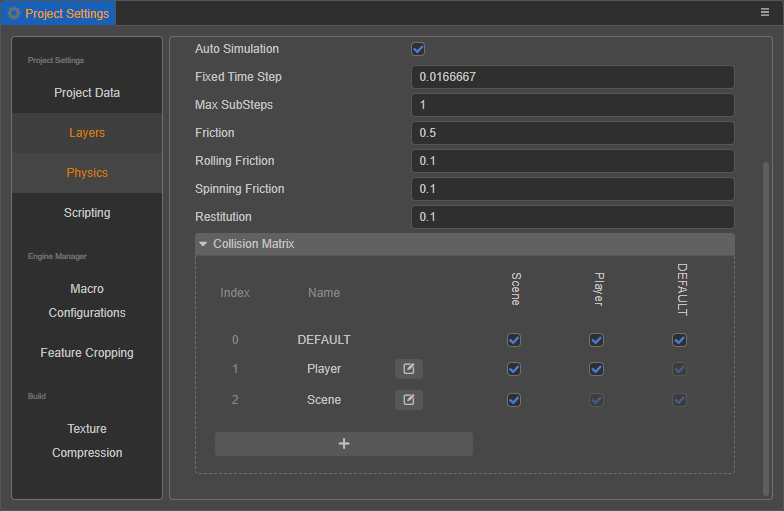 Project Settings
Project Settings
Project Data
Layers
Physics
Scripting
Engine Manager
Macro
Configurations
Feature Cropping
Build
Texture
Compression
Auto Simulation
Fixed Time Step 0.0166667
Max SubSteps 1
Friction 0.5
Rolling Friction 0.1
Spinning Friction 0.1
Restitution 0.1
Collision Matrix
Index Name Scene Player DEFAULT
0 DEFAULT
1 Player
2 Scene
+